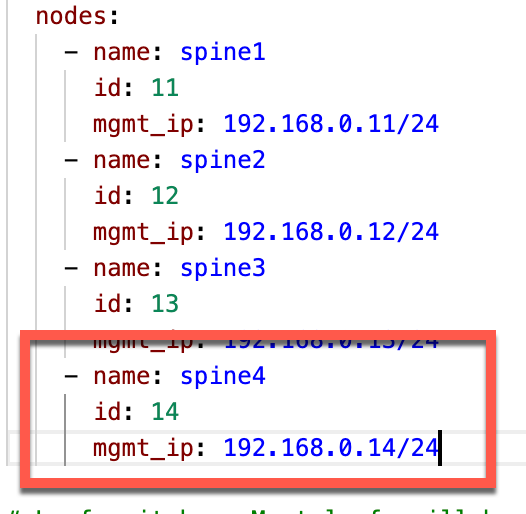 nodes:
- name: spine1
id: 11
mgmt_ip: 192.168.0.11/24
- name: spine2
id: 12
mgmt_ip: 192.168.0.12/24
- name: spine3
id: 13
mgmt_ip: 192.168.0.13/24
- name: spine4
id: 14
mgmt_ip: 192.168.0.14/24